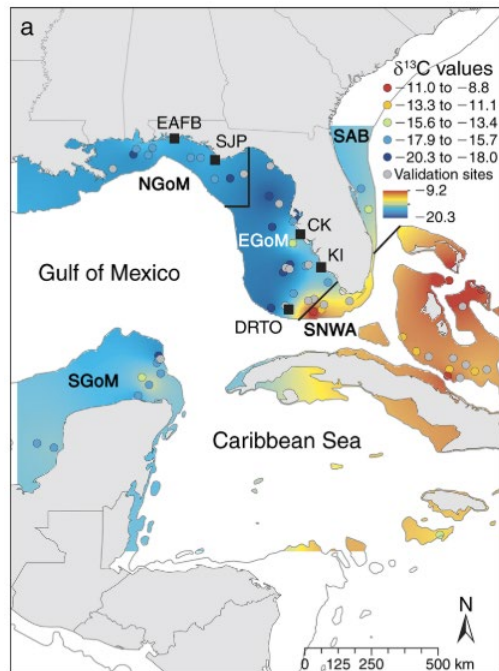 a
δ¹³C values
−11.0 to −8.8
−13.3 to −11.1
−15.6 to −13.4
−17.9 to −15.7
−20.3 to −18.0
Validation sites
−9.2
−20.3
EAFB
SJP
SAB
NGoM
CK
EGoM
KI
Gulf of Mexico
DRTO
SNWA
SGoM
Caribbean Sea
N
0 125 250 500 km